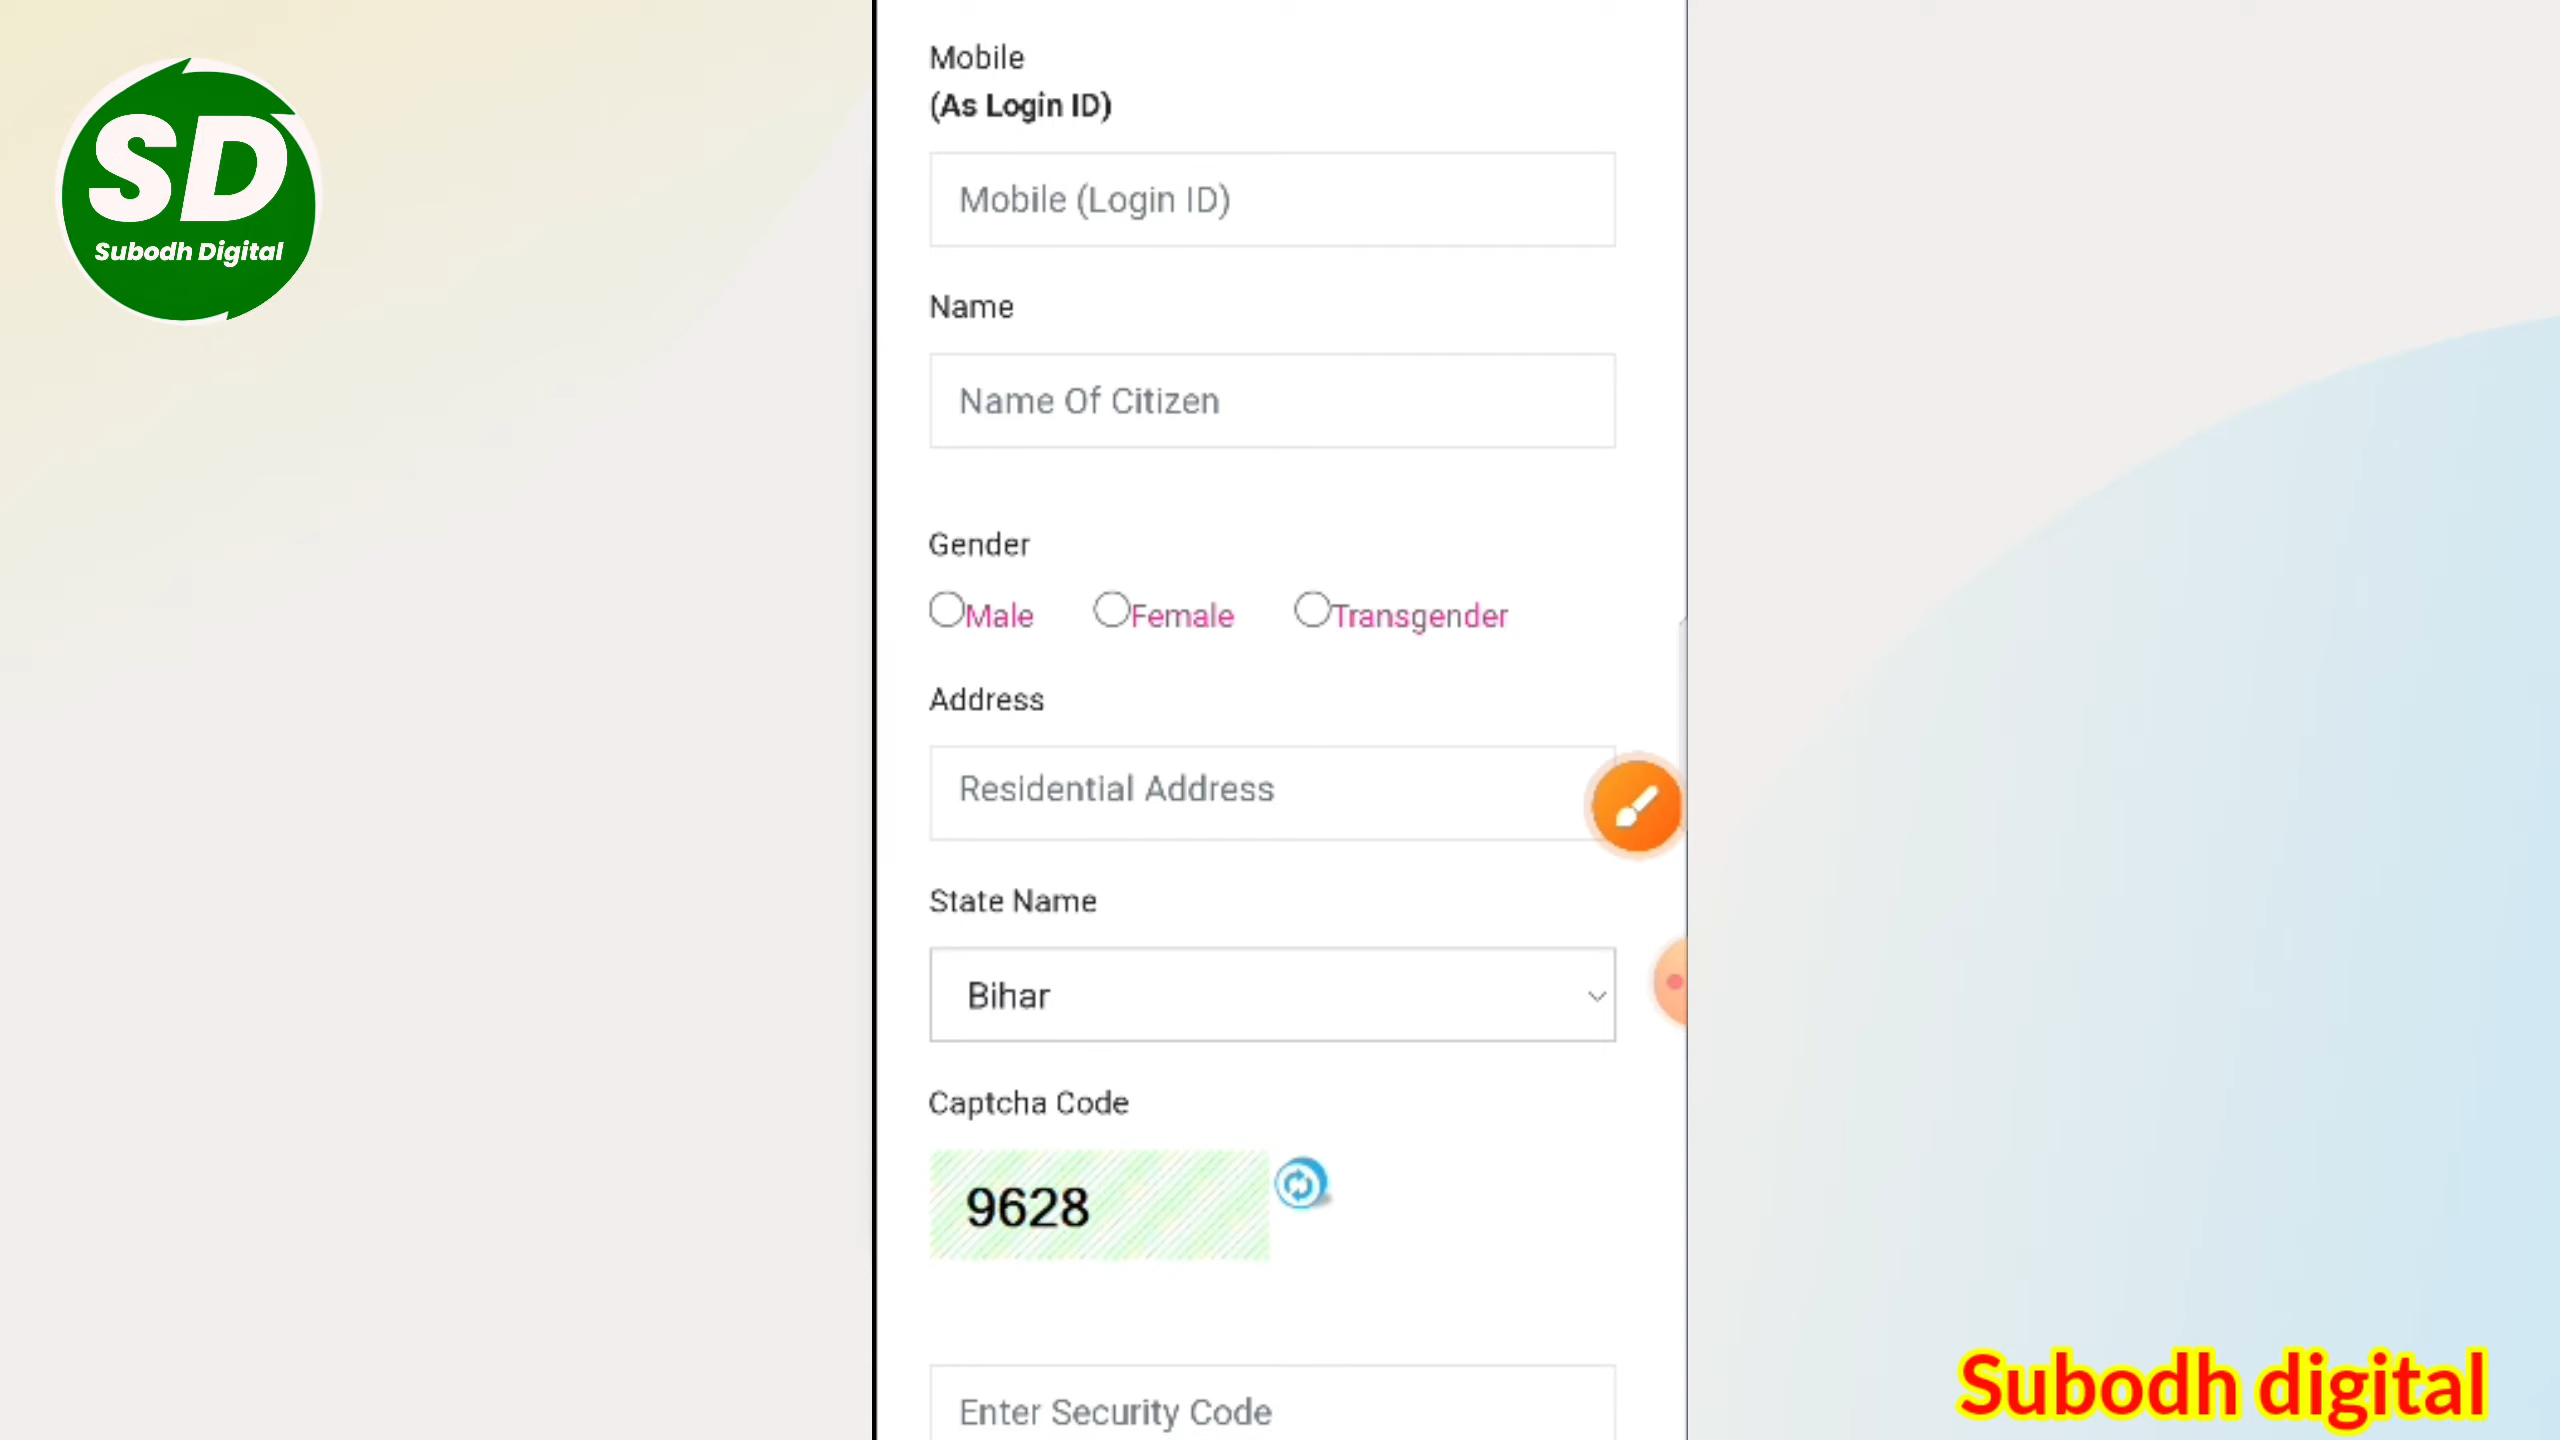 SD
Subodh Digital
Mobile
(As Login ID)
Mobile (Login ID)
Name
Name Of Citizen
Gender
Male Female Transgender
Address
Residential Address
State Name
Bihar
Captcha Code
9628
Enter Security Code
Subodh digital